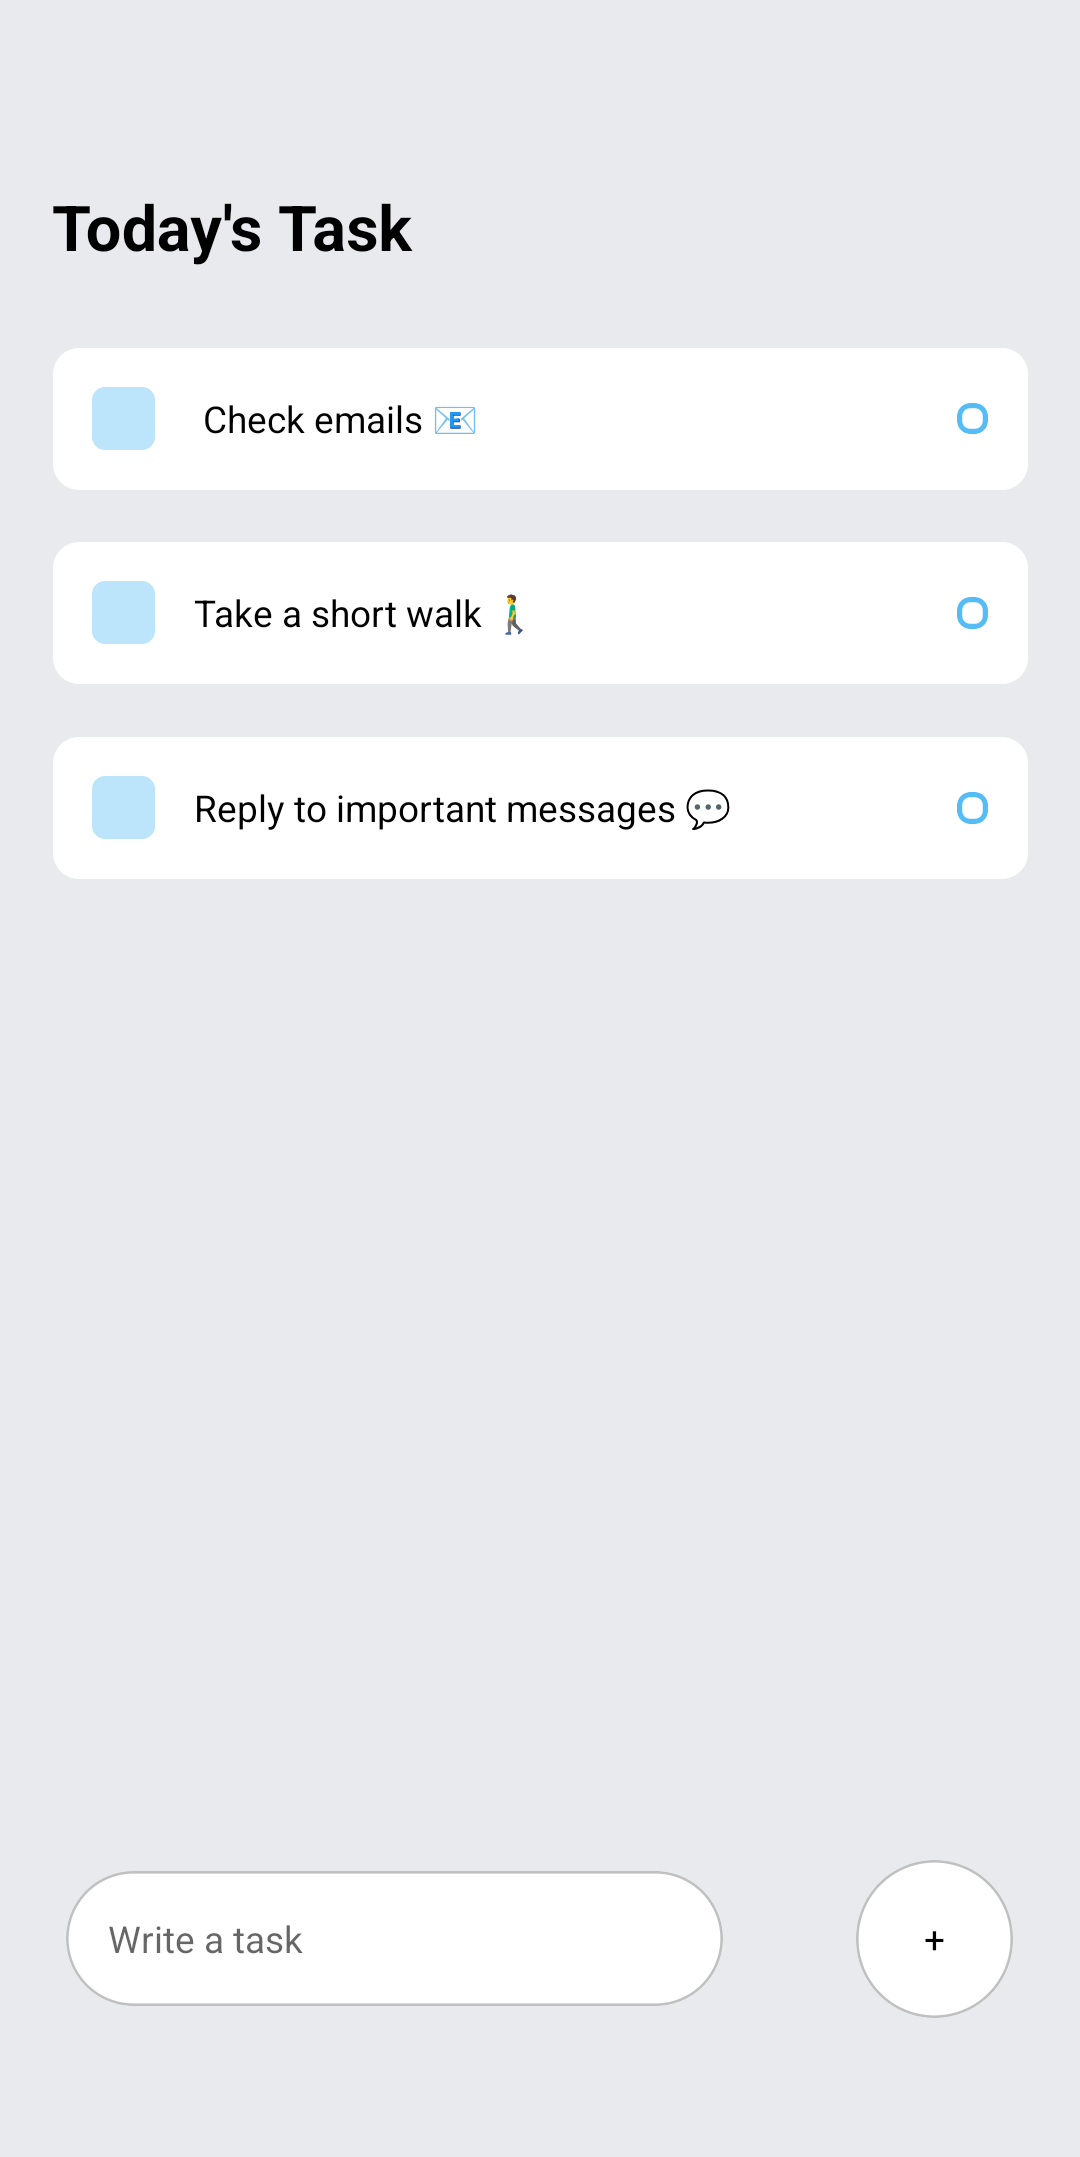 Today's Task
Check emails 📧
Take a short walk 🚶‍♂️
Reply to important messages 💬
Write a task
+